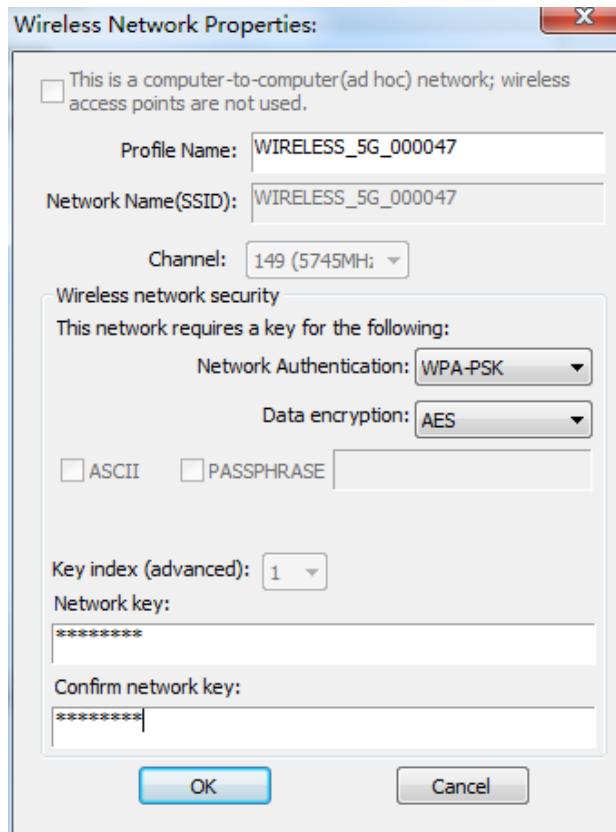 Wireless Network Properties:
This is a computer-to-computer(ad hoc) network; wireless
access points are not used.
Profile Name: WIRELESS_5G_000047
Network Name(SSID): WIRELESS_5G_000047
Channel: 149 (5745MHz
Wireless network security
This network requires a key for the following:
Network Authentication: WPA-PSK
Data encryption: AES
ASCII PASSPHRASE
Key index (advanced): 1
Network key:
********
Confirm network key:
********
OK Cancel